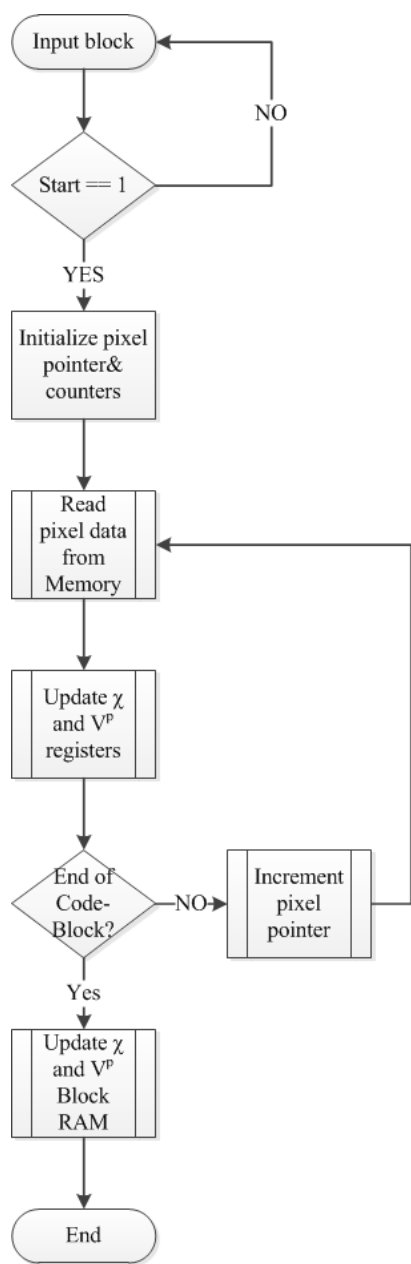 Input block
NO
Start == 1
YES
Initialize pixel
pointer&
counters
Read
pixel data
from
Memory
Update χ
and Vᵖ
registers
End of
Code-
Block?
NO
Increment
pixel
pointer
Yes
Update χ
and Vᵖ
Block
RAM
End